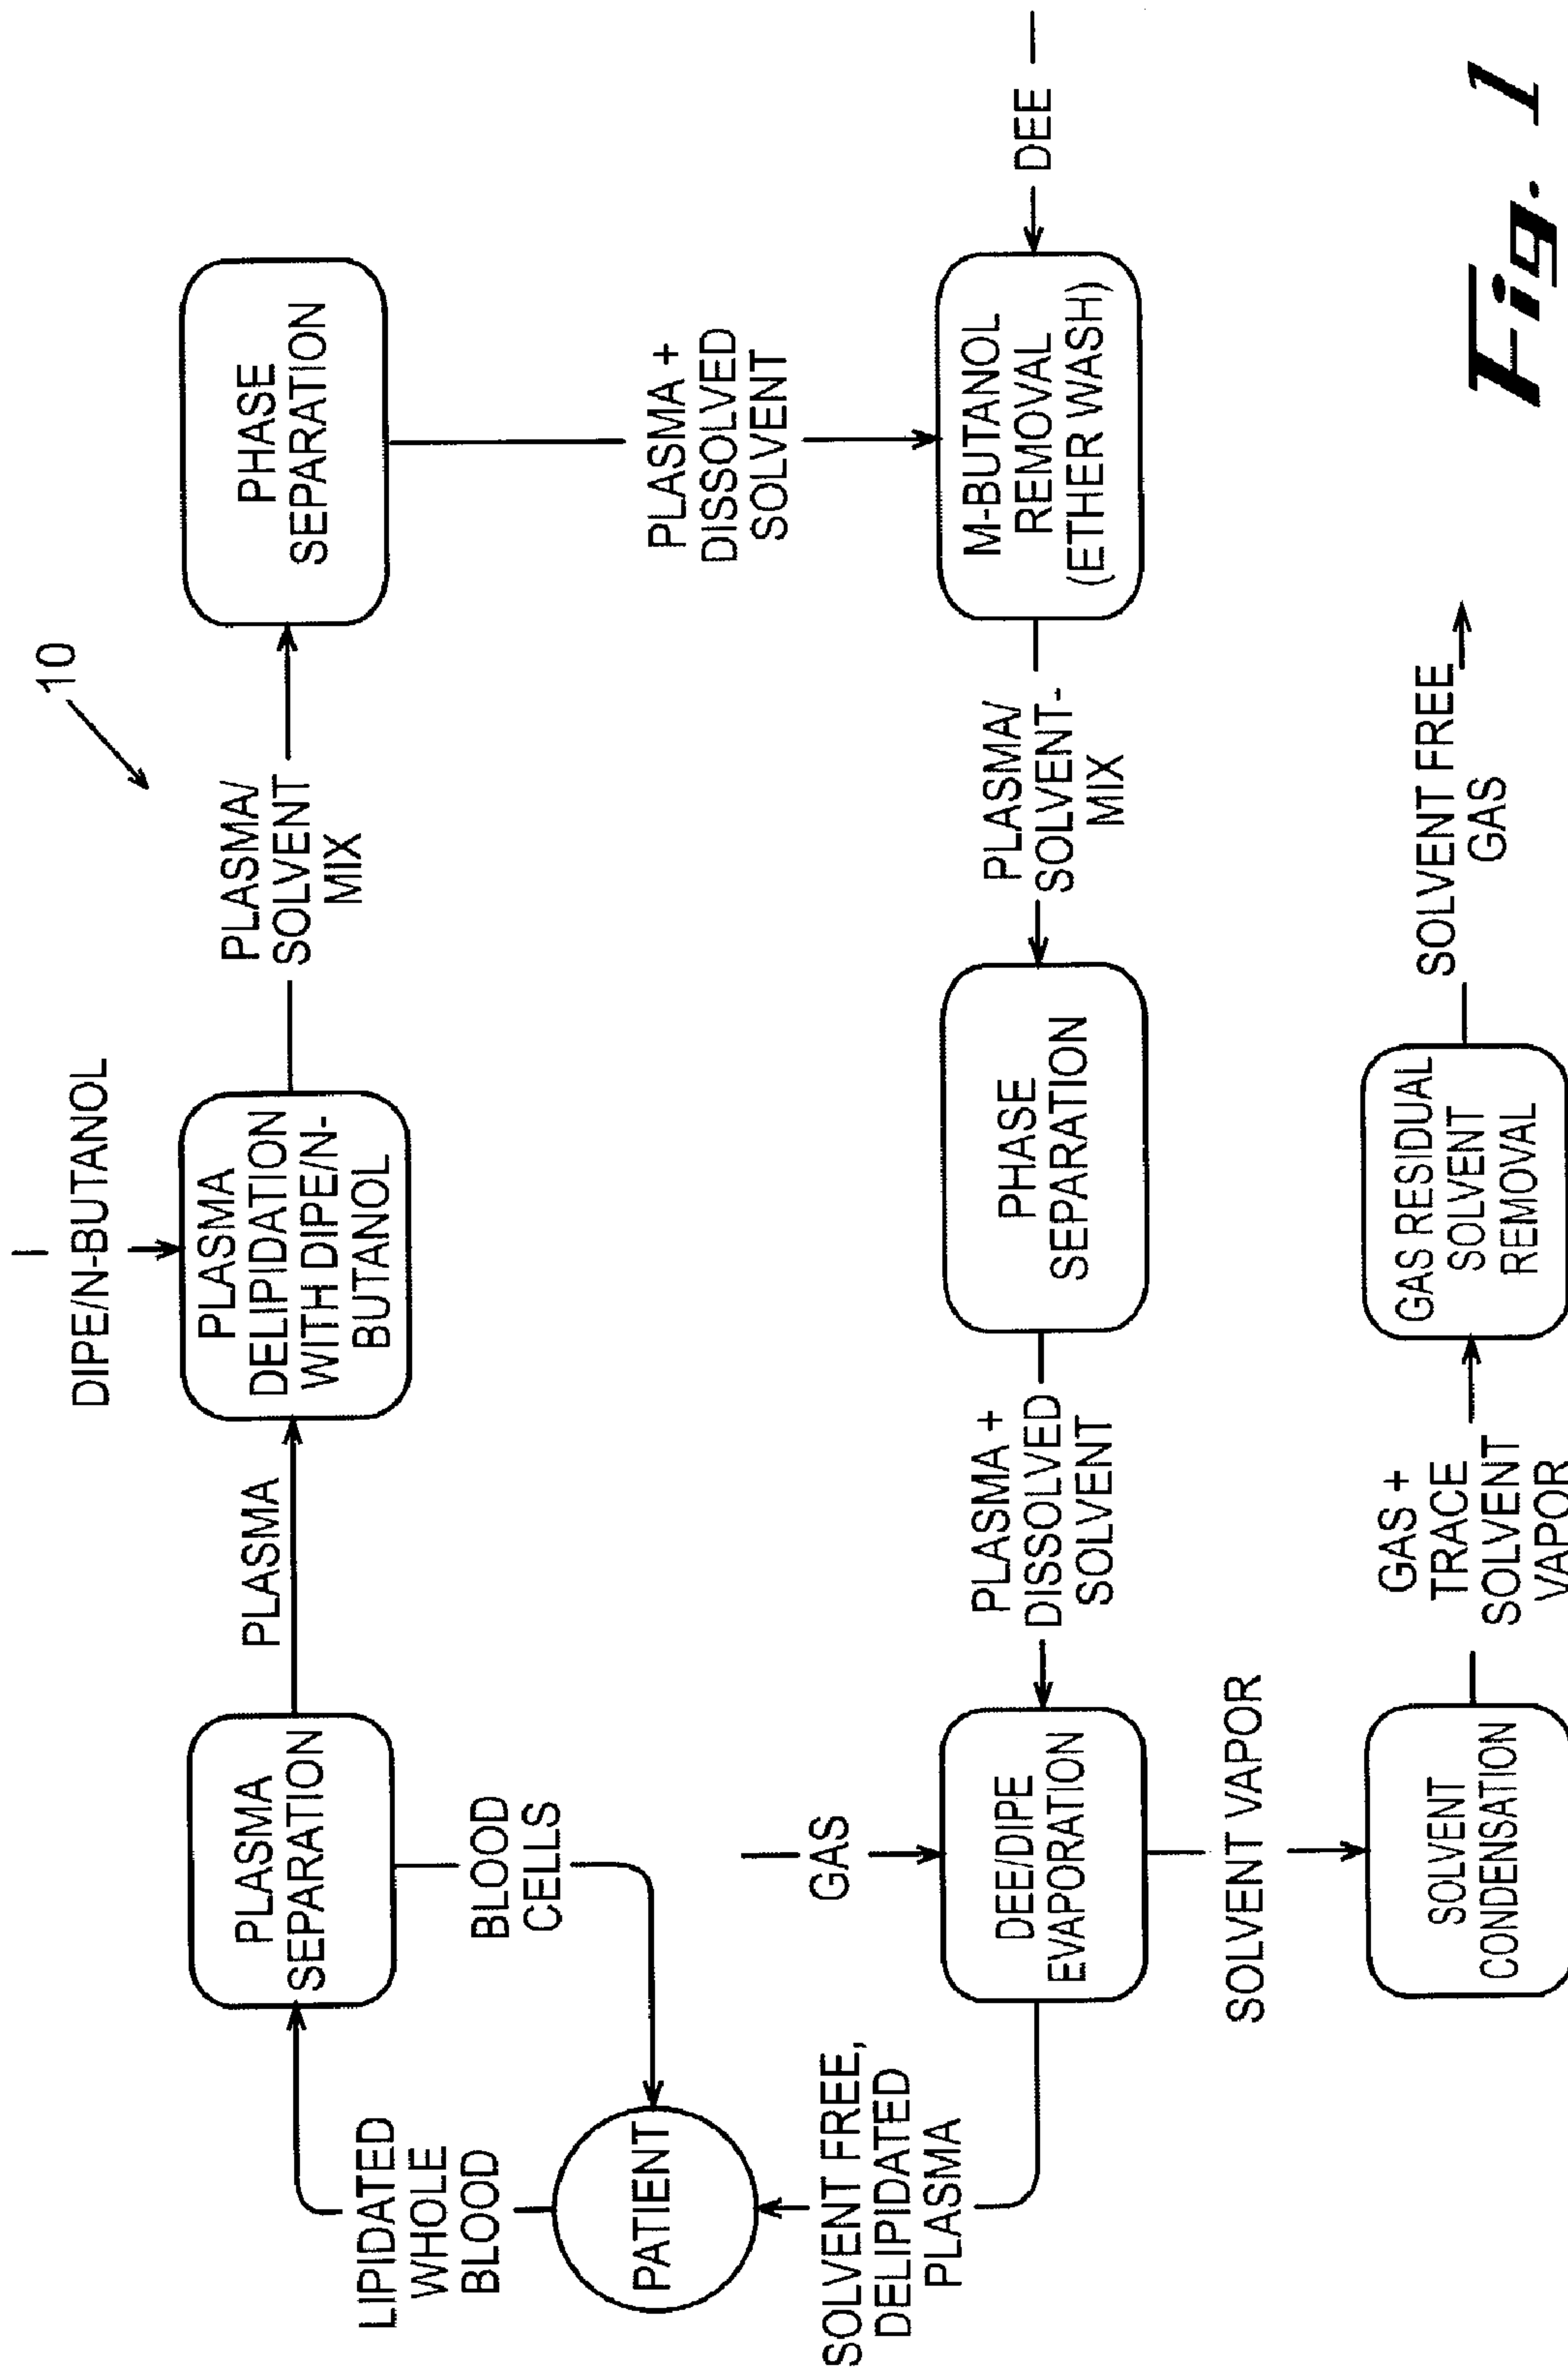 10
DIPE/N-BUTANOL
LIPIDATED
WHOLE
BLOOD
PLASMA
SEPARATION
PLASMA
PLASMA
DELIPIDATION
WITH DIPE/N-
BUTANOL
PLASMA/
SOLVENT
MIX
PHASE
SEPARATION
BLOOD
CELLS
PATIENT
PLASMA +
DISSOLVED
SOLVENT
SOLVENT FREE,
DELIPIDATED
PLASMA
GAS
DEE/DIPE
EVAPORATION
PLASMA +
DISSOLVED
SOLVENT
PHASE
SEPARATION
PLASMA/
SOLVENT-
MIX
M-BUTANOL
REMOVAL
(ETHER WASH)
DEE
SOLVENT VAPOR
SOLVENT
CONDENSATION
GAS +
TRACE
SOLVENT
VAPOR
GAS RESIDUAL
SOLVENT
REMOVAL
SOLVENT FREE
GAS
Fig. 1